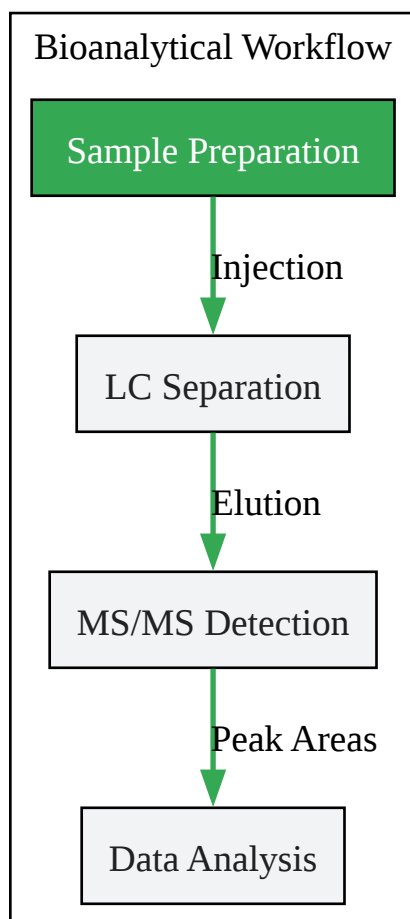 Bioanalytical Workflow
Sample Preparation
Injection
LC Separation
Elution
MS/MS Detection
Peak Areas
Data Analysis